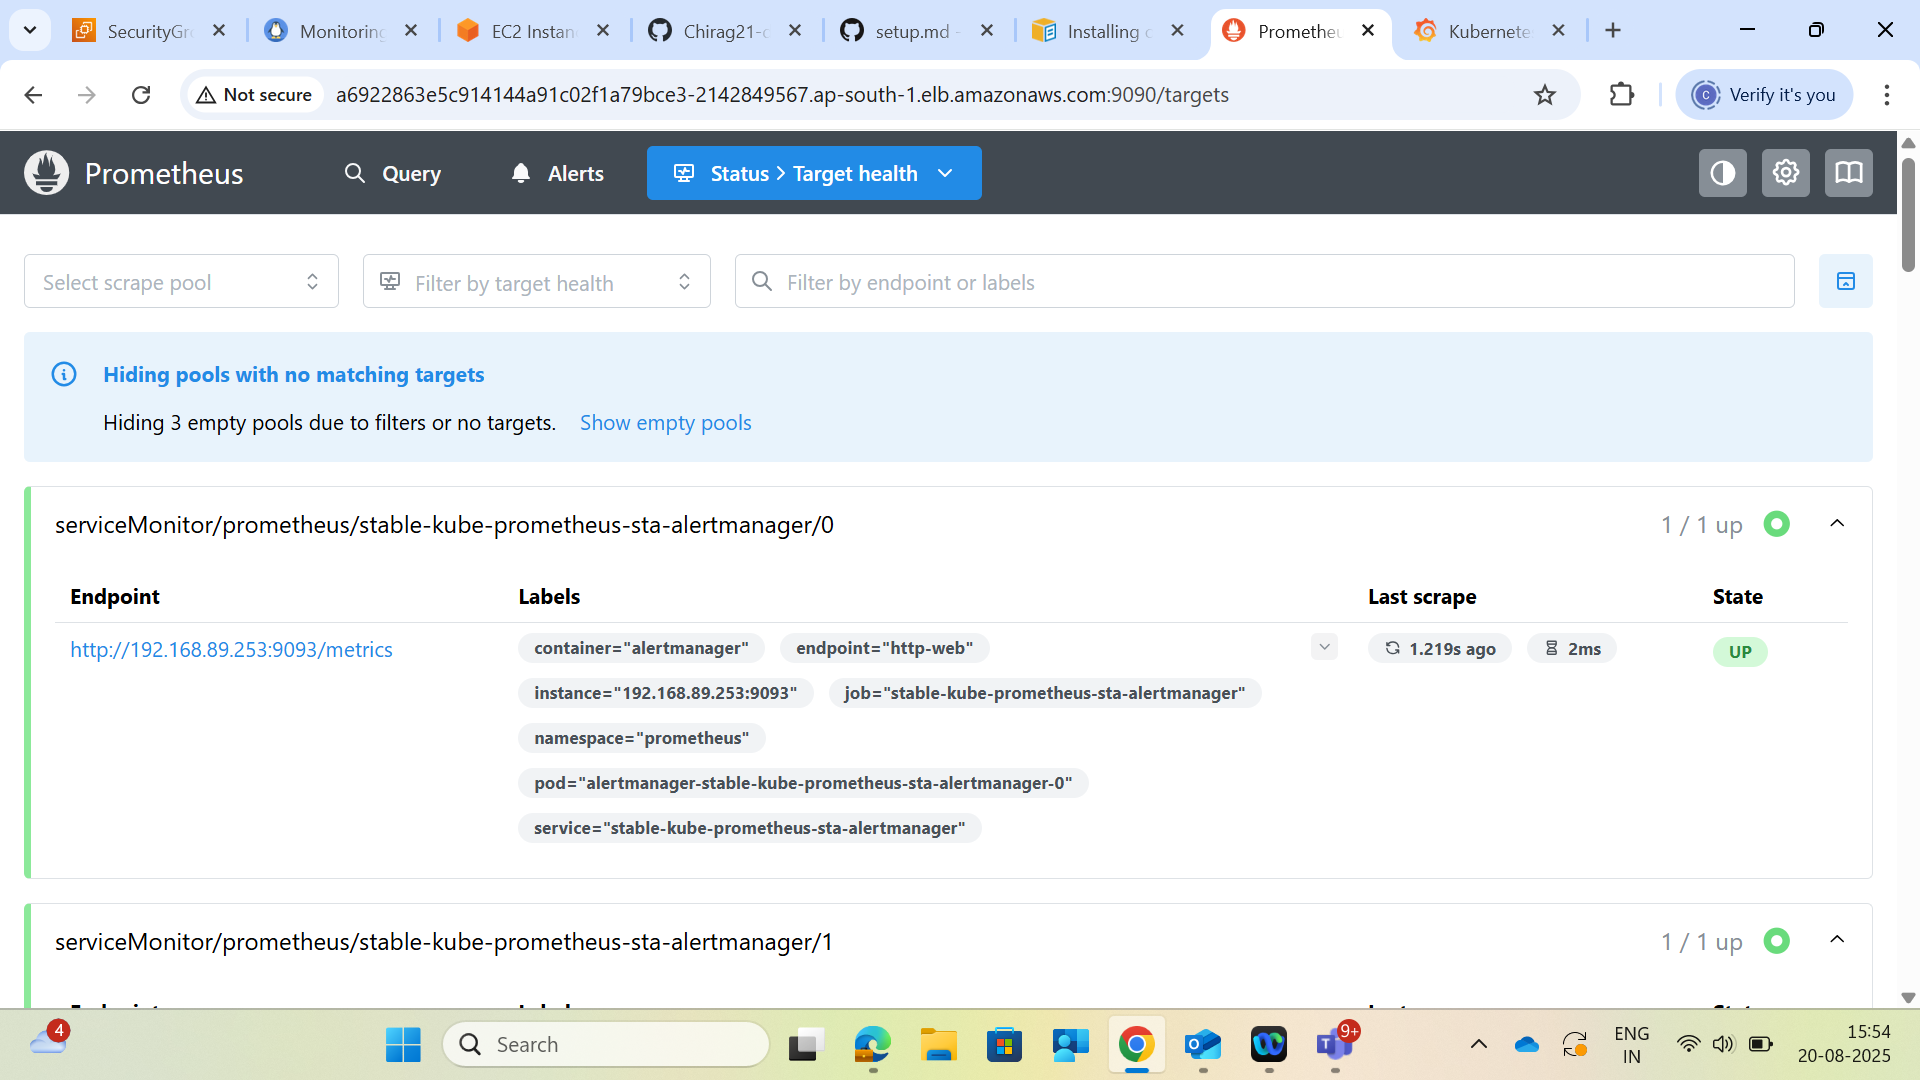 SecurityGro
Monitoring
EC2 Instan
Chirag21-c
setup.md -
Installing c
Prometheu
Kubernete
Not secure
a6922863e5c914144a91c02f1a79bce3-2142849567.ap-south-1.elb.amazonaws.com:9090/targets
C
Verify it's you
Prometheus
Query
Alerts
Status > Target health
Select scrape pool
Filter by target health
Filter by endpoint or labels
Hiding pools with no matching targets
Hiding 3 empty pools due to filters or no targets. Show empty pools
serviceMonitor/prometheus/stable-kube-prometheus-sta-alertmanager/0
1 / 1 up
Endpoint Labels Last scrape State
http://192.168.89.253:9093/metrics
container="alertmanager" endpoint="http-web"
1.219s ago 2ms
UP
instance="192.168.89.253:9093" job="stable-kube-prometheus-sta-alertmanager"
namespace="prometheus"
pod="alertmanager-stable-kube-prometheus-sta-alertmanager-0"
service="stable-kube-prometheus-sta-alertmanager"
serviceMonitor/prometheus/stable-kube-prometheus-sta-alertmanager/1
1 / 1 up
4
Search
9+
ENG
IN
15:54
20-08-2025